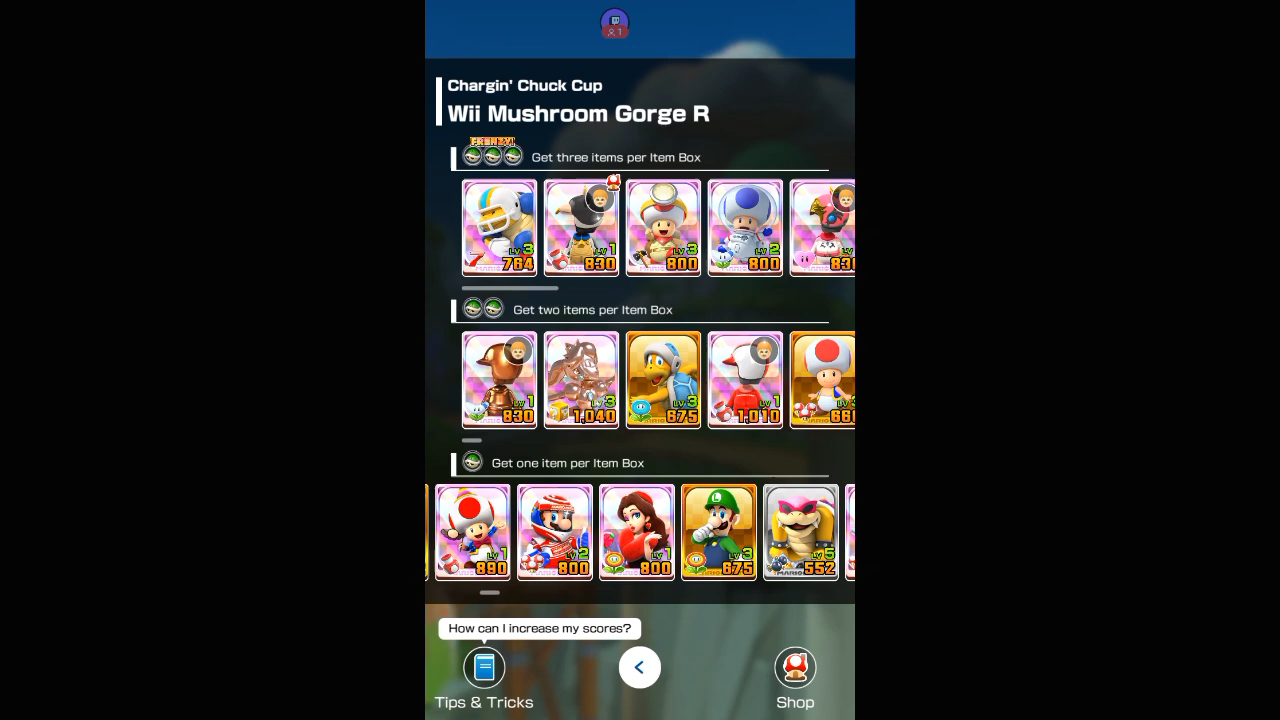 1
Chargin' Chuck Cup
Wii Mushroom Gorge R
FRENZY!
Get three items per Item Box
LV 3
764
LV 1
830
LV 3
800
LV 2
800
830
Get two items per Item Box
LV 1
830
LV 3
1,040
LV 3
675
LV 1
1,010
Get one item per Item Box
LV 1
890
LV 2
800
LV 1
800
L
LV 3
675
LV 5
552
How can I increase my scores?
Tips & Tricks
Shop